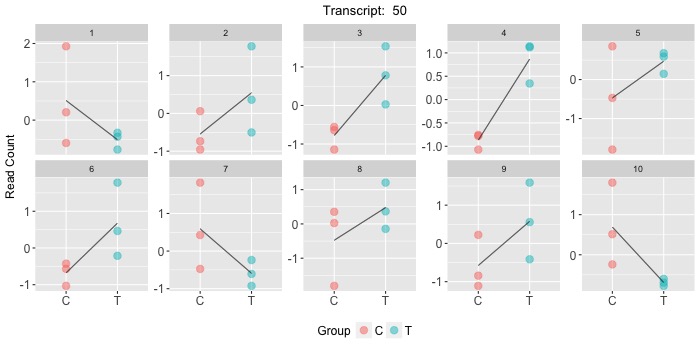 Transcript: 50
1 2 3 4 5
2 1 0
1 0 -1
1 0 -1
1.0 0.5 0.0 -0.5 -1.0
0 -1
Read Count
6 7 8 9 10
1 0 -1
1 0 -1
1 0 -1
1 0 -1
1 0
C T C T C T C T C T
Group C T